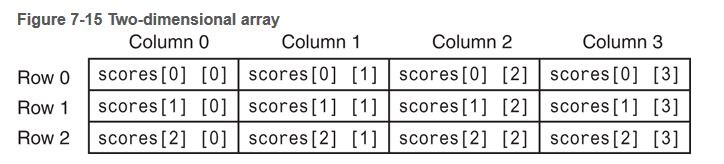 Figure 7-15 Two-dimensional array
Column 0 Column 1 Column 2 Column 3
Row 0 scores[0] [0] scores[0] [1] scores[0] [2] scores[0] [3]
Row 1 scores[1] [0] scores[1] [1] scores[1] [2] scores[1] [3]
Row 2 scores[2] [0] scores[2] [1] scores[2] [2] scores[2] [3]